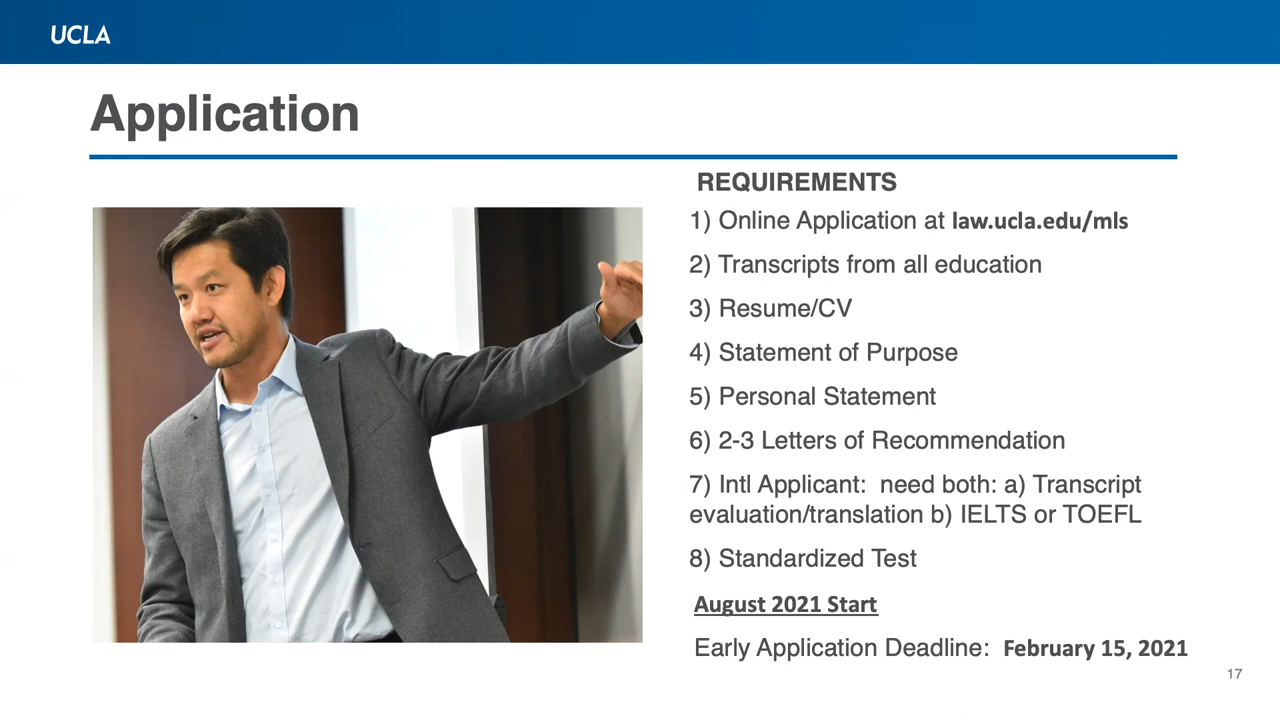 UCLA
Application
REQUIREMENTS
1) Online Application at law.ucla.edu/mls
2) Transcripts from all education
3) Resume/CV
4) Statement of Purpose
5) Personal Statement
6) 2-3 Letters of Recommendation
7) Intl Applicant:  need both: a) Transcript
evaluation/translation b) IELTS or TOEFL
8) Standardized Test
August 2021 Start
Early Application Deadline:  February 15, 2021
17